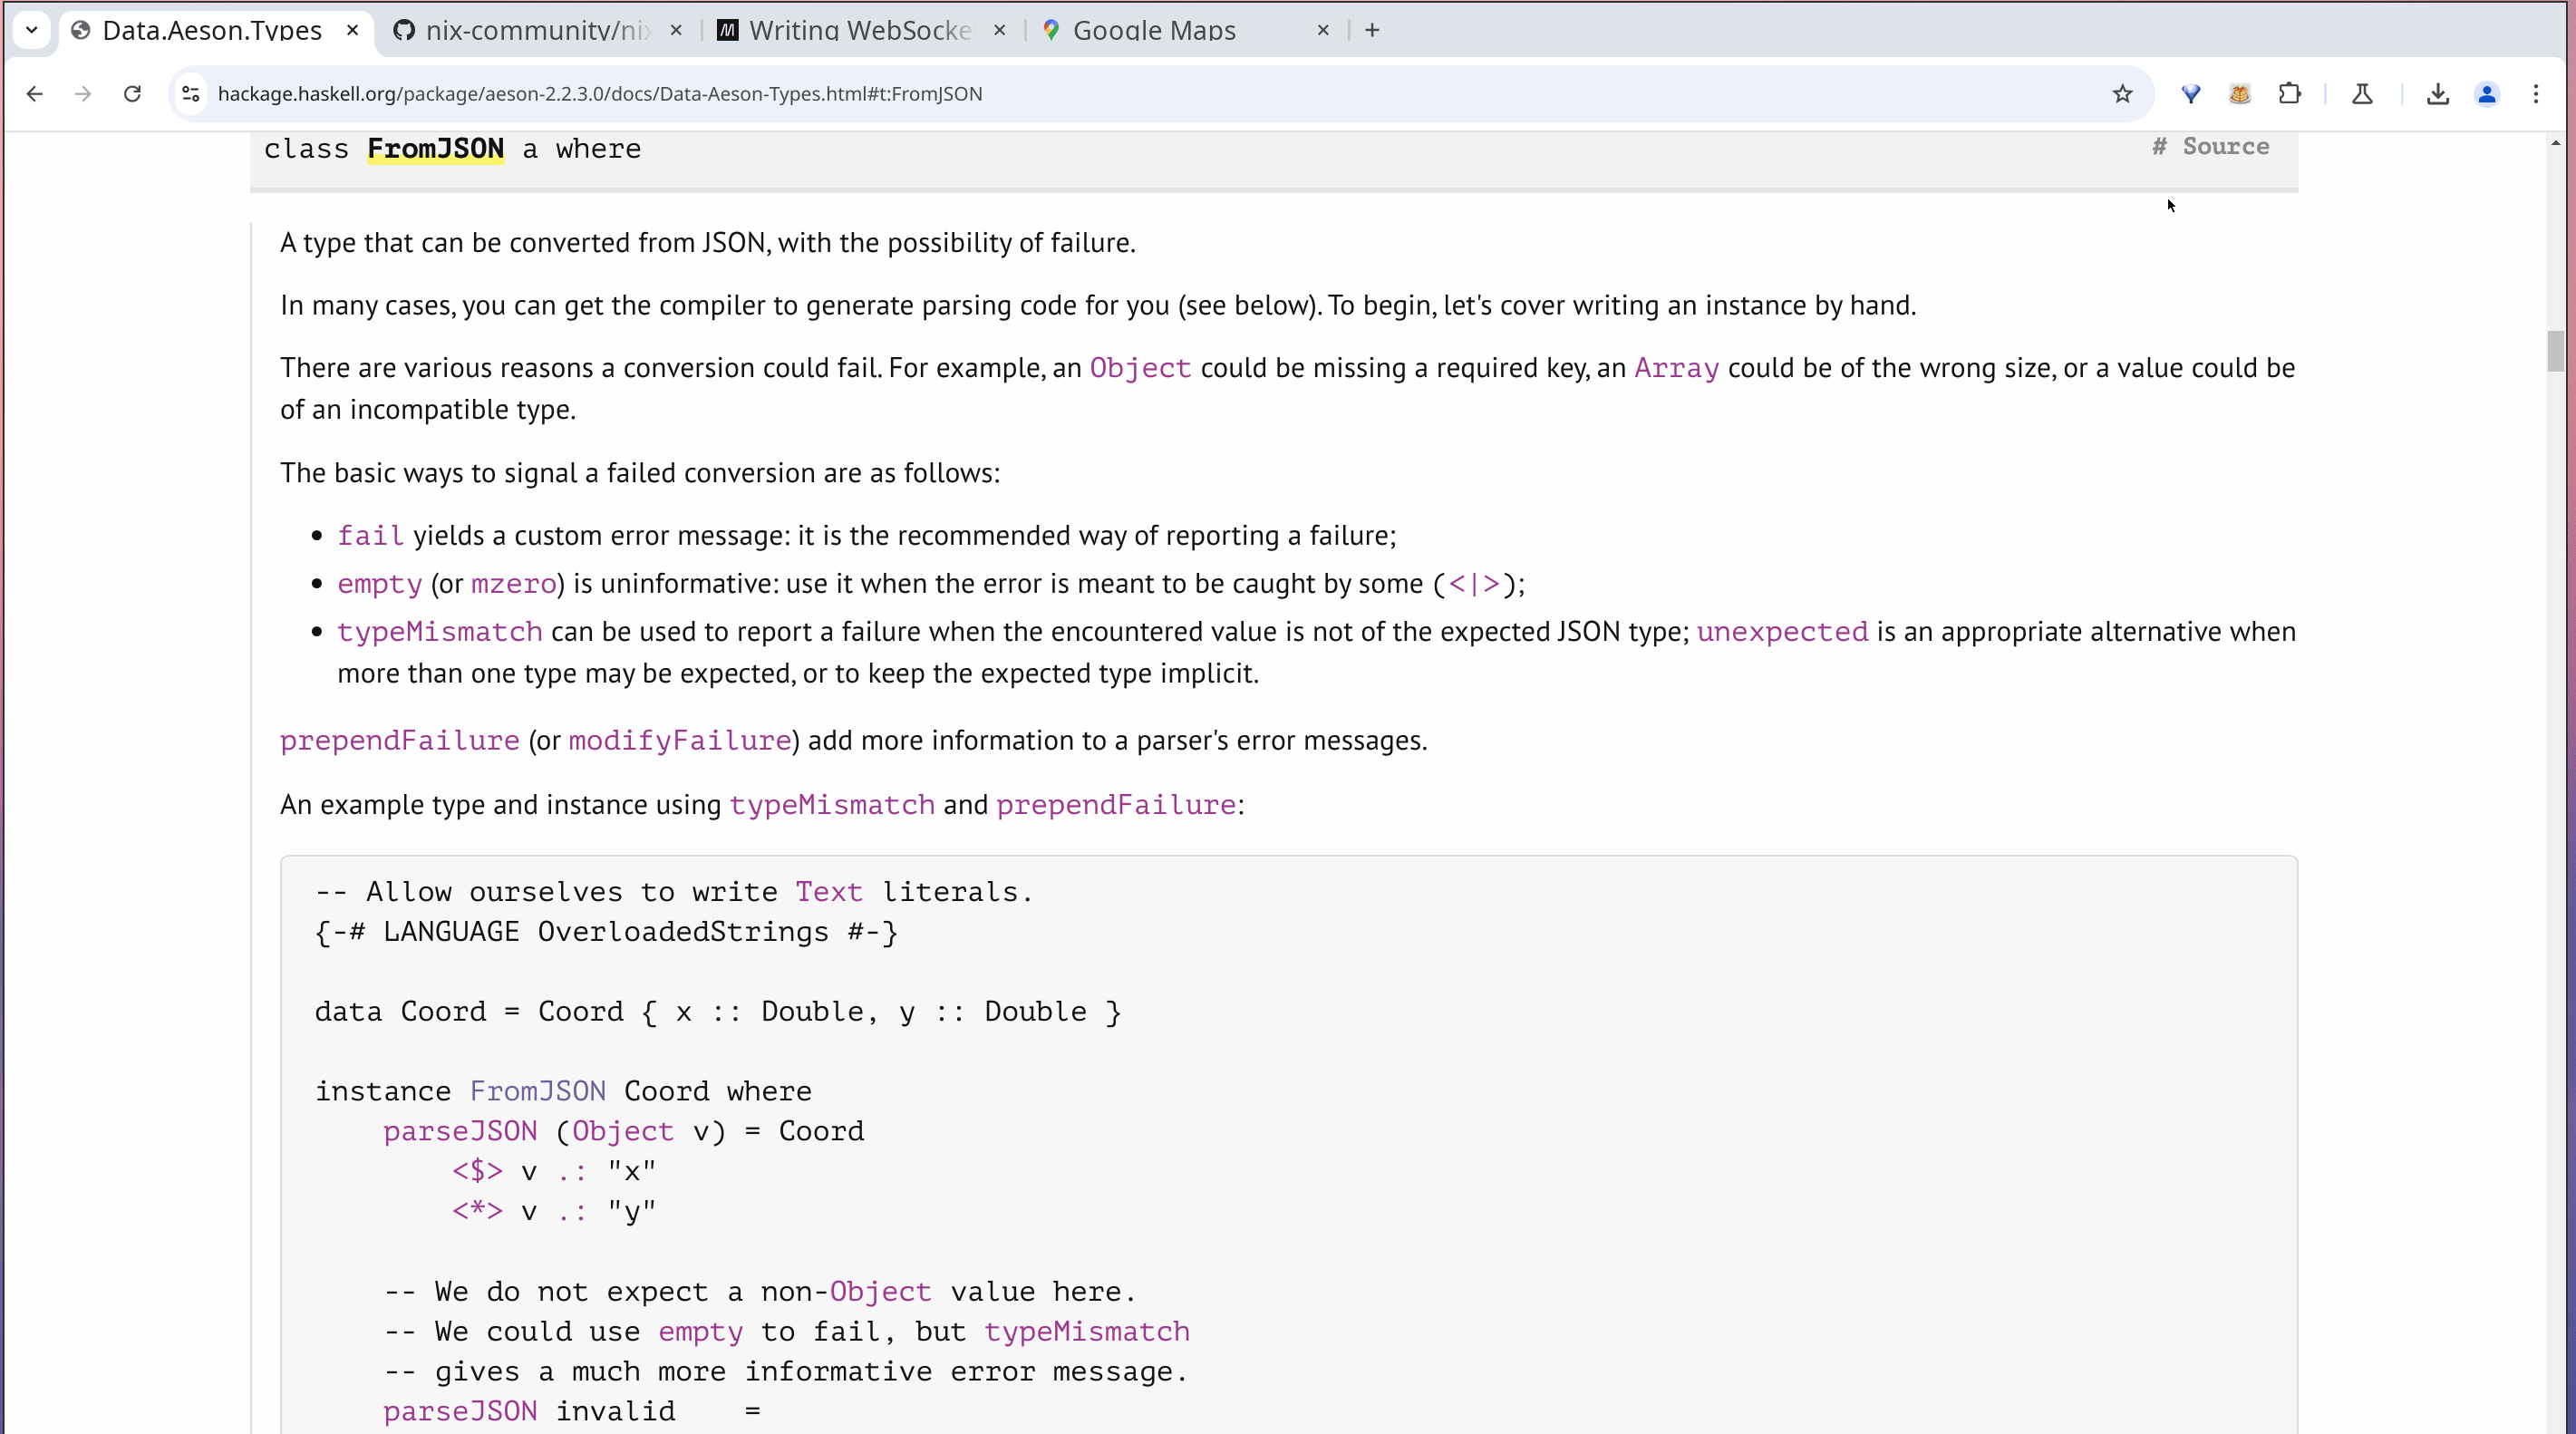 Data.Aeson.Types
nix-community/nix
Writing WebSocke
Google Maps
hackage.haskell.org/package/aeson-2.2.3.0/docs/Data-Aeson-Types.html#t:FromJSON
class FromJSON a where
# Source
A type that can be converted from JSON, with the possibility of failure.
In many cases, you can get the compiler to generate parsing code for you (see below). To begin, let's cover writing an instance by hand.
There are various reasons a conversion could fail. For example, an Object could be missing a required key, an Array could be of the wrong size, or a value could be
of an incompatible type.
The basic ways to signal a failed conversion are as follows:
• fail yields a custom error message: it is the recommended way of reporting a failure;
• empty (or mzero) is uninformative: use it when the error is meant to be caught by some (<|>);
• typeMismatch can be used to report a failure when the encountered value is not of the expected JSON type; unexpected is an appropriate alternative when
more than one type may be expected, or to keep the expected type implicit.
prependFailure (or modifyFailure) add more information to a parser's error messages.
An example type and instance using typeMismatch and prependFailure:
-- Allow ourselves to write Text literals.
{-# LANGUAGE OverloadedStrings #-}
data Coord = Coord { x :: Double, y :: Double }
instance FromJSON Coord where
    parseJSON (Object v) = Coord
        <$> v .: "x"
        <*> v .: "y"
    -- We do not expect a non-Object value here.
    -- We could use empty to fail, but typeMismatch
    -- gives a much more informative error message.
    parseJSON invalid    =